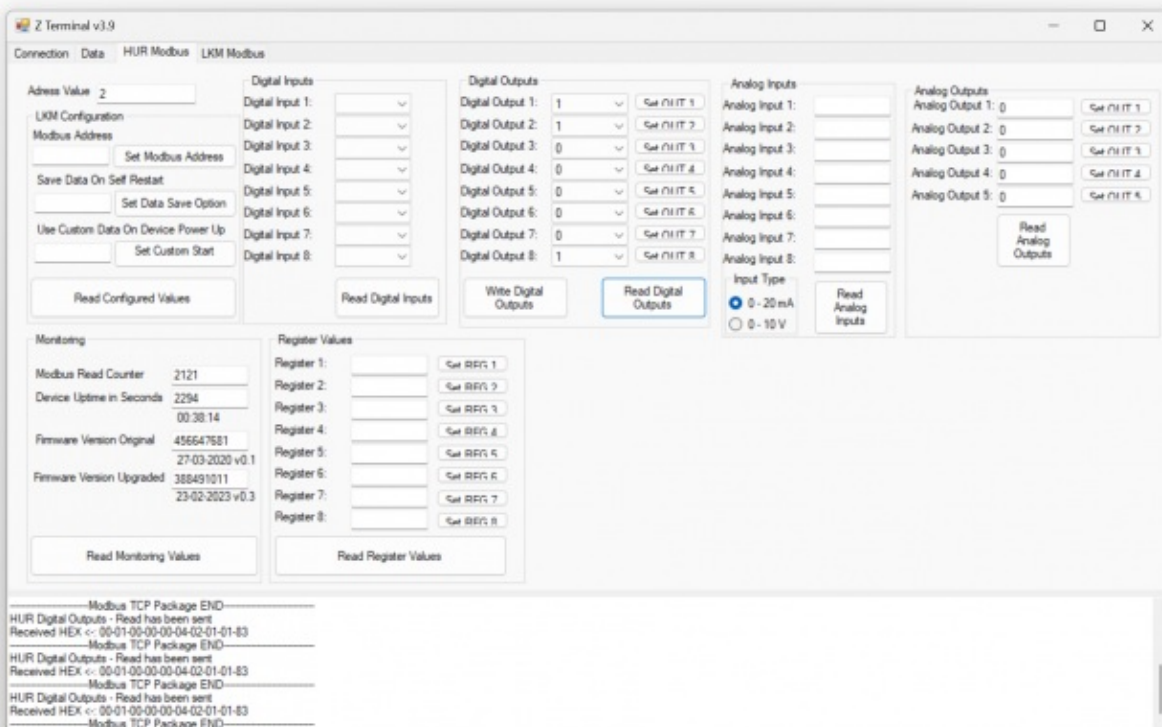 Z Terminal v3.9
Connection Data HUR Modbus LKM Modbus
Adress Value 2
LKM Configuration
Modbus Address
Set Modbus Address
Save Data On Self Restart
Set Data Save Option
Use Custom Data On Device Power Up
Set Custom Start
Read Configured Values
Digital Inputs
Digital Input 1:
Digital Input 2:
Digital Input 3:
Digital Input 4:
Digital Input 5:
Digital Input 6:
Digital Input 7:
Digital Input 8:
Read Digital Inputs
Digital Outputs
Digital Output 1: 1 Set OUT 1
Digital Output 2: 1 Set OUT 2
Digital Output 3: 0 Set OUT 3
Digital Output 4: 0 Set OUT 4
Digital Output 5: 0 Set OUT 5
Digital Output 6: 0 Set OUT 6
Digital Output 7: 0 Set OUT 7
Digital Output 8: 1 Set OUT 8
Write Digital
Outputs
Read Digital
Outputs
Analog Inputs
Analog Input 1:
Analog Input 2:
Analog Input 3:
Analog Input 4:
Analog Input 5:
Analog Input 6:
Analog Input 7:
Analog Input 8:
Input Type
0 - 20 mA
0 - 10 V
Read
Analog
Inputs
Analog Outputs
Analog Output 1: 0 Set OUT 1
Analog Output 2: 0 Set OUT 2
Analog Output 3: 0 Set OUT 3
Analog Output 4: 0 Set OUT 4
Analog Output 5: 0 Set OUT 5
Read
Analog
Outputs
Monitoring
Modbus Read Counter 2121
Device Uptime in Seconds 2294
00:38:14
Firmware Version Original 456647681
27-03-2020 v0.1
Firmware Version Upgraded 388491011
23-02-2023 v0.3
Read Monitoring Values
Register Values
Register 1: Set REG 1
Register 2: Set REG 2
Register 3: Set REG 3
Register 4: Set REG 4
Register 5: Set REG 5
Register 6: Set REG 6
Register 7: Set REG 7
Register 8: Set REG 8
Read Register Values
--------------------Modbus TCP Package END--------------------
HUR Digital Outputs - Read has been sent
Received HEX <-: 00-01-00-00-00-04-02-01-01-83
--------------------Modbus TCP Package END--------------------
HUR Digital Outputs - Read has been sent
Received HEX <-: 00-01-00-00-00-04-02-01-01-83
--------------------Modbus TCP Package END--------------------
HUR Digital Outputs - Read has been sent
Received HEX <-: 00-01-00-00-00-04-02-01-01-83
--------------------Modbus TCP Package END--------------------